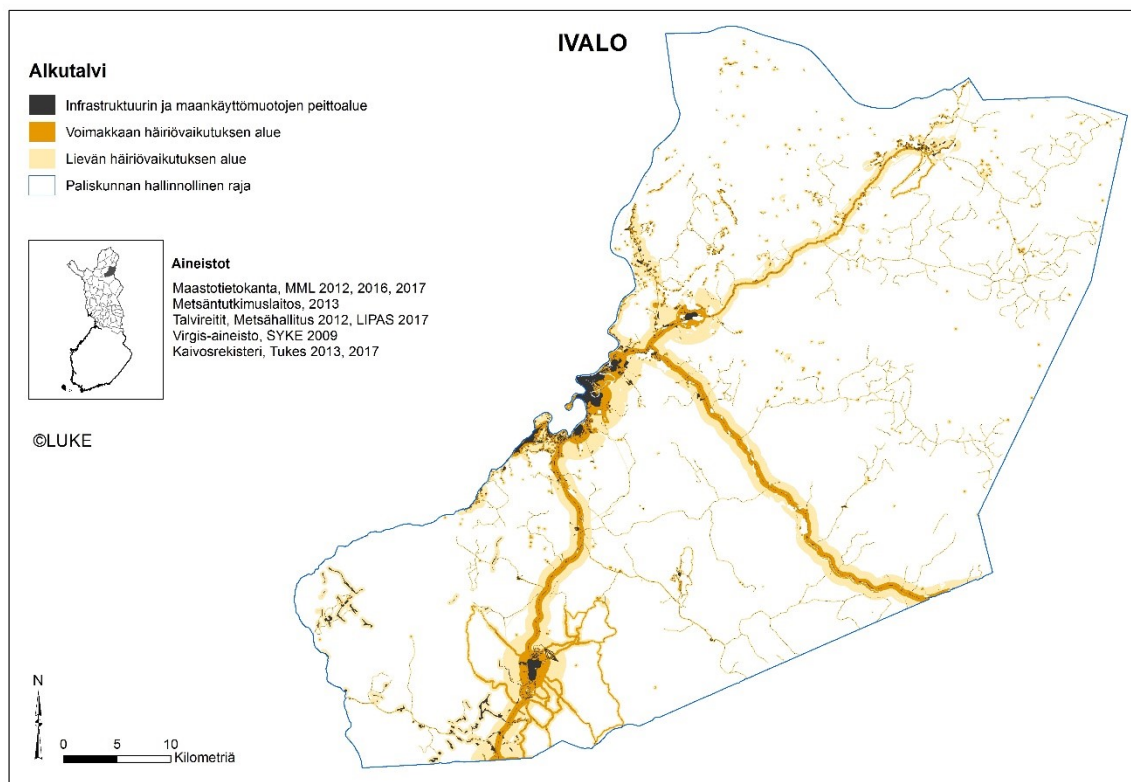 IVALO
Alkutalvi
Infrastruktuurin ja maankäyttömuotojen peittoalue
Voimakkaan häiriövaikutuksen alue
Lievän häiriövaikutuksen alue
Paliskunnan hallinnollinen raja
Aineistot
Maastotietokanta, MML 2012, 2016, 2017
Metsäntutkimuslaitos, 2013
Talvireitit, Metsähallitus 2012, LIPAS 2017
Virgis-aineisto, SYKE 2009
Kaivosrekisteri, Tukes 2013, 2017
©LUKE
N
0 5 10
Kilometriä